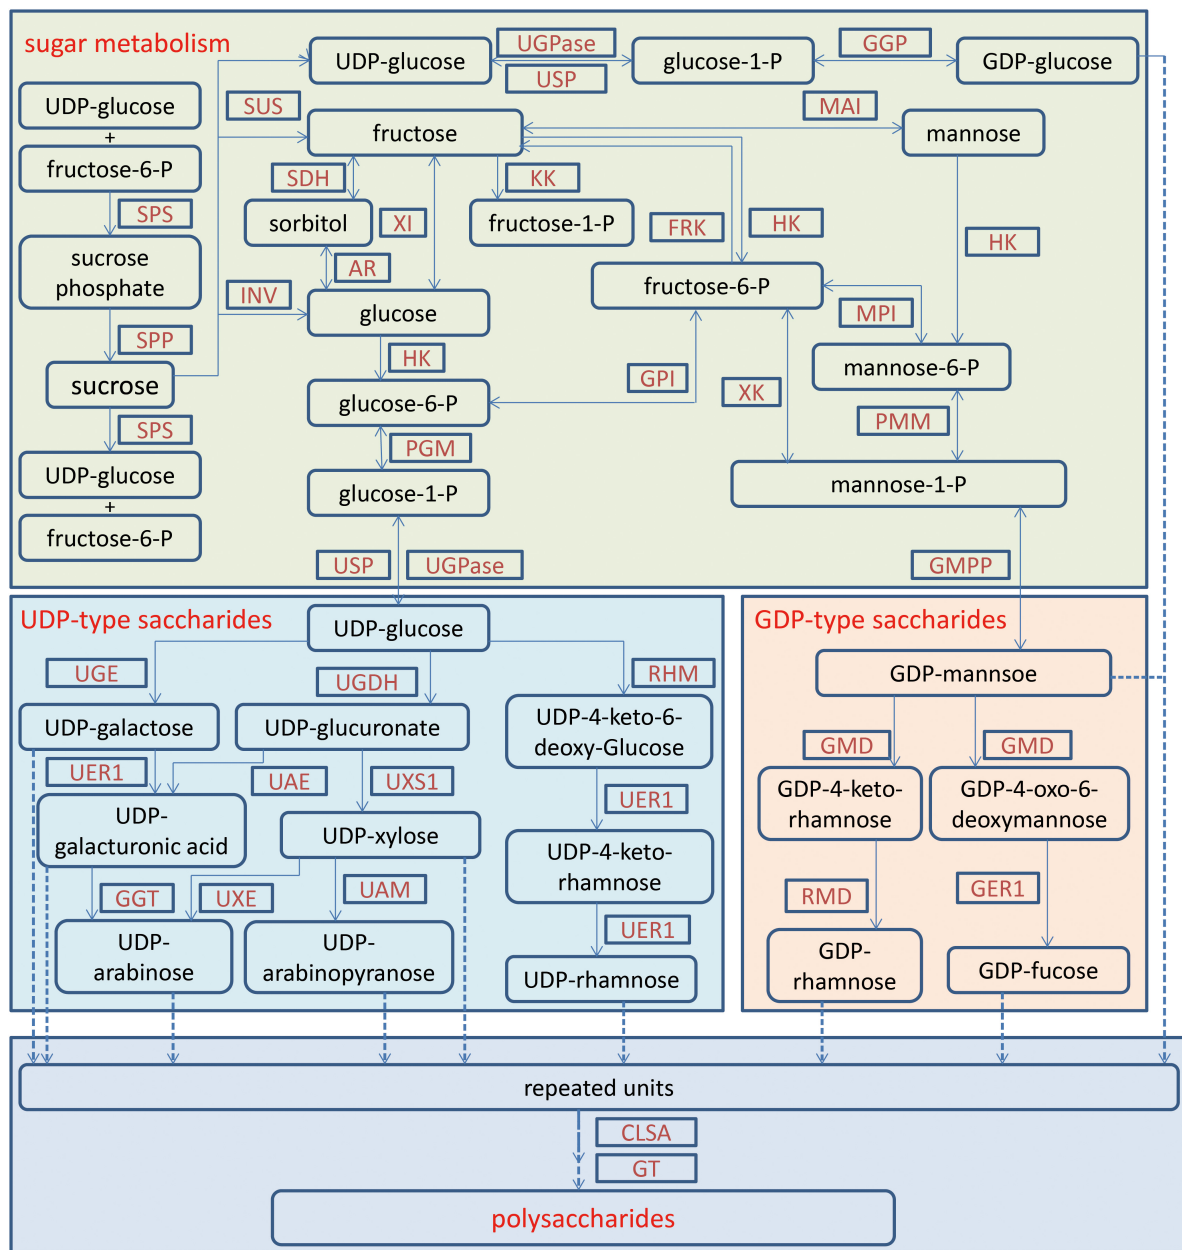 sugar metabolism
UDP-glucose
UGPase
USP
glucose-1-P
GGP
GDP-glucose
UDP-glucose
+
fructose-6-P
SUS
fructose
MAI
mannose
SPS
SDH
XI
KK
sorbitol
fructose-1-P
FRK
HK
HK
sucrose
phosphate
AR
INV
glucose
fructose-6-P
MPI
SPP
HK
GPI
XK
mannose-6-P
sucrose
glucose-6-P
PMM
SPS
PGM
UDP-glucose
+
fructose-6-P
glucose-1-P
mannose-1-P
USP
UGPase
GMPP
UDP-type saccharides
UDP-glucose
UGE
UGDH
RHM
UDP-galactose
UDP-glucuronate
UDP-4-keto-6-
deoxy-Glucose
UER1
UAE
UXS1
UER1
UDP-
galacturonic acid
UDP-xylose
UDP-4-keto-
rhamnose
GGT
UXE
UAM
UER1
UDP-
arabinose
UDP-
arabinopyranose
UDP-rhamnose
GDP-type saccharides
GDP-mannsoe
GMD
GMD
GDP-4-keto-
rhamnose
GDP-4-oxo-6-
deoxymannose
RMD
GER1
GDP-
rhamnose
GDP-fucose
repeated units
CLSA
GT
polysaccharides